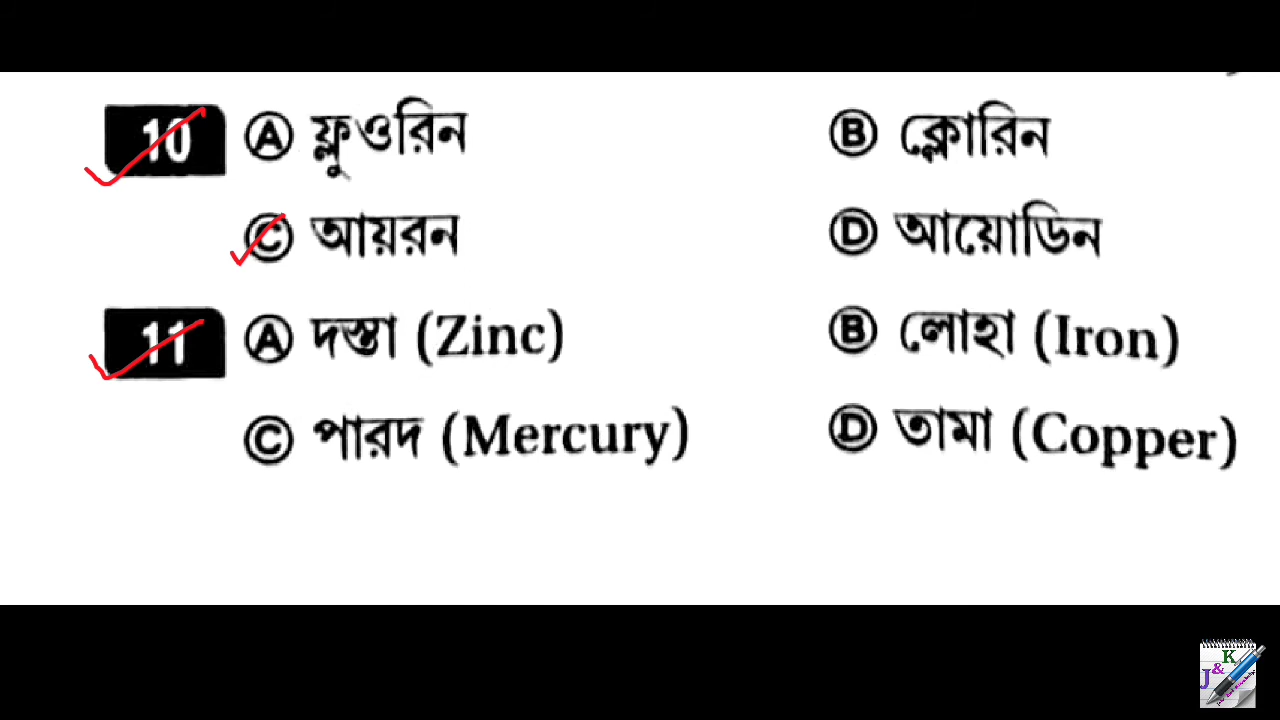 10 Ⓐ ফ্লুওরিন Ⓑ ক্লোরিন
Ⓒ আয়রন Ⓓ আয়োডিন
11 Ⓐ দস্তা (Zinc) Ⓑ লোহা (Iron)
Ⓒ পারদ (Mercury) Ⓓ তামা (Copper)
J&K